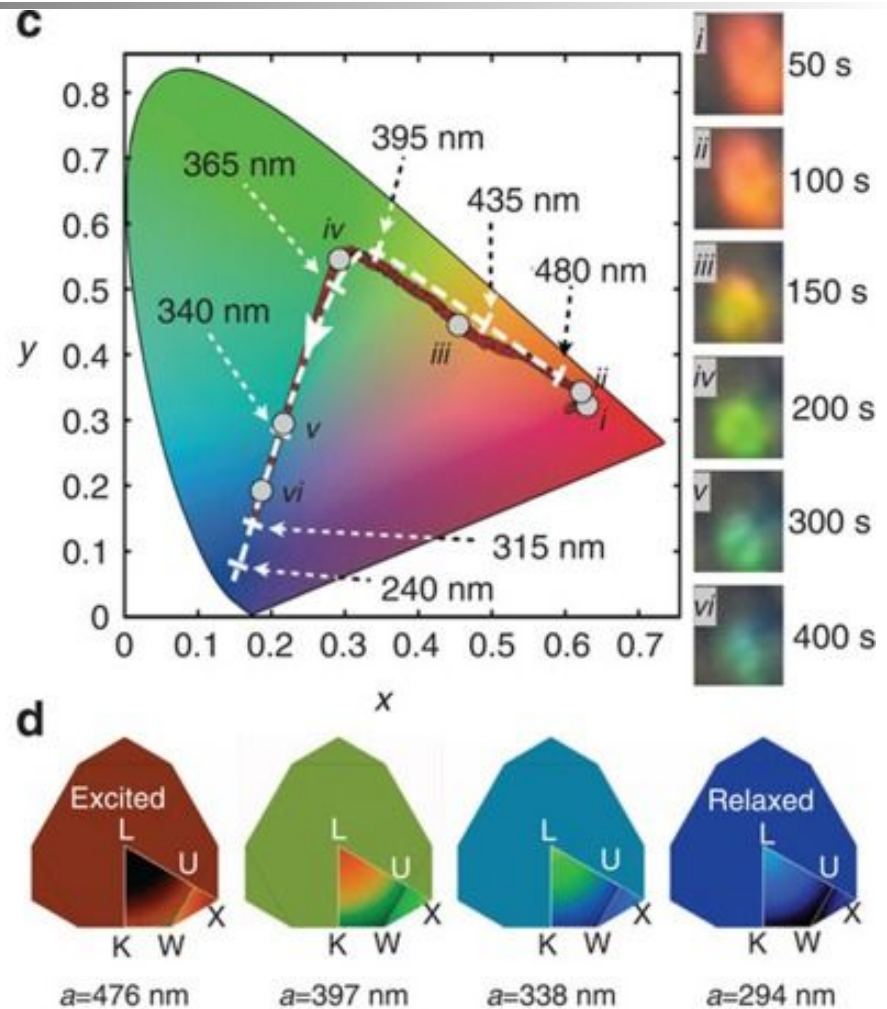 c
0.8
0.7
0.6
0.5
0.4
0.3
0.2
0.1
0
y
0 0.1 0.2 0.3 0.4 0.5 0.6 0.7
x
395 nm
365 nm
435 nm
480 nm
340 nm
315 nm
240 nm
iv
iii
ii
i
v
vi
i 50 s
ii 100 s
iii 150 s
iv 200 s
v 300 s
vi 400 s
d
Excited
L
U
X
K W
a=476 nm
L
U
X
K W
a=397 nm
L
U
X
K W
a=338 nm
Relaxed
L
U
X
K W
a=294 nm